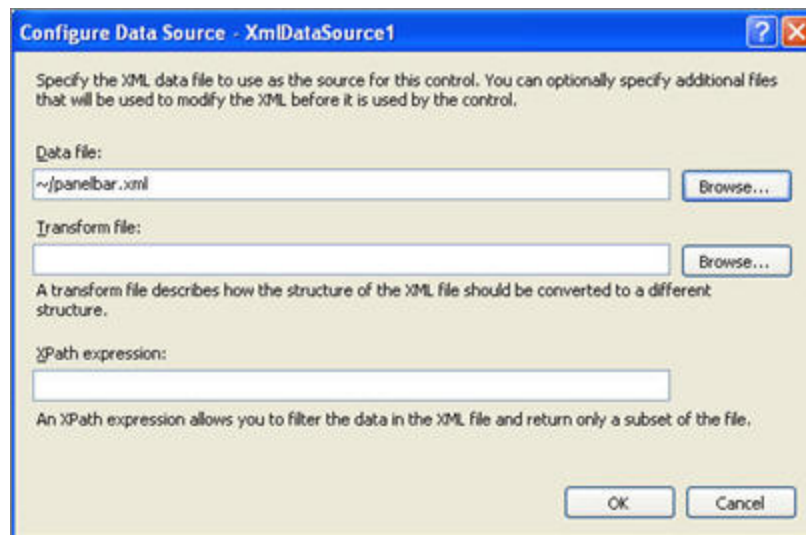 Configure Data Source - XmlDataSource1
Specify the XML data file to use as the source for this control. You can optionally specify additional files
that will be used to modify the XML before it is used by the control.
Data file:
~/panelbar.xml
Browse...
Transform file:
Browse...
A transform file describes how the structure of the XML file should be converted to a different
structure.
XPath expression:
An XPath expression allows you to filter the data in the XML file and return only a subset of the file.
OK Cancel